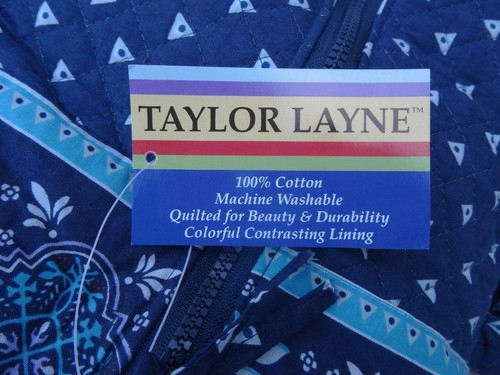 TAYLOR LAYNE™
100% Cotton
Machine Washable
Quilted for Beauty & Durability
Colorful Contrasting Lining